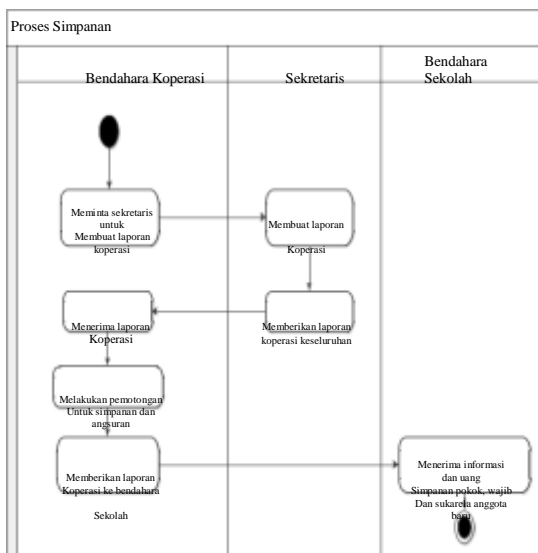 Proses Simpanan
Bendahara Koperasi
Sekretaris
Bendahara
Sekolah
Meminta sekretaris
untuk
Membuat laporan
koperasi
Membuat laporan
Koperasi
Menerima laporan
Koperasi
Memberikan laporan
koperasi keseluruhan
Melakukan pemotongan
Untuk simpanan dan
angsuran
Memberikan laporan
Koperasi ke bendahara
Sekolah
Menerima informasi
dan uang
Simpanan pokok, wajib
Dan sukarela anggota
baru